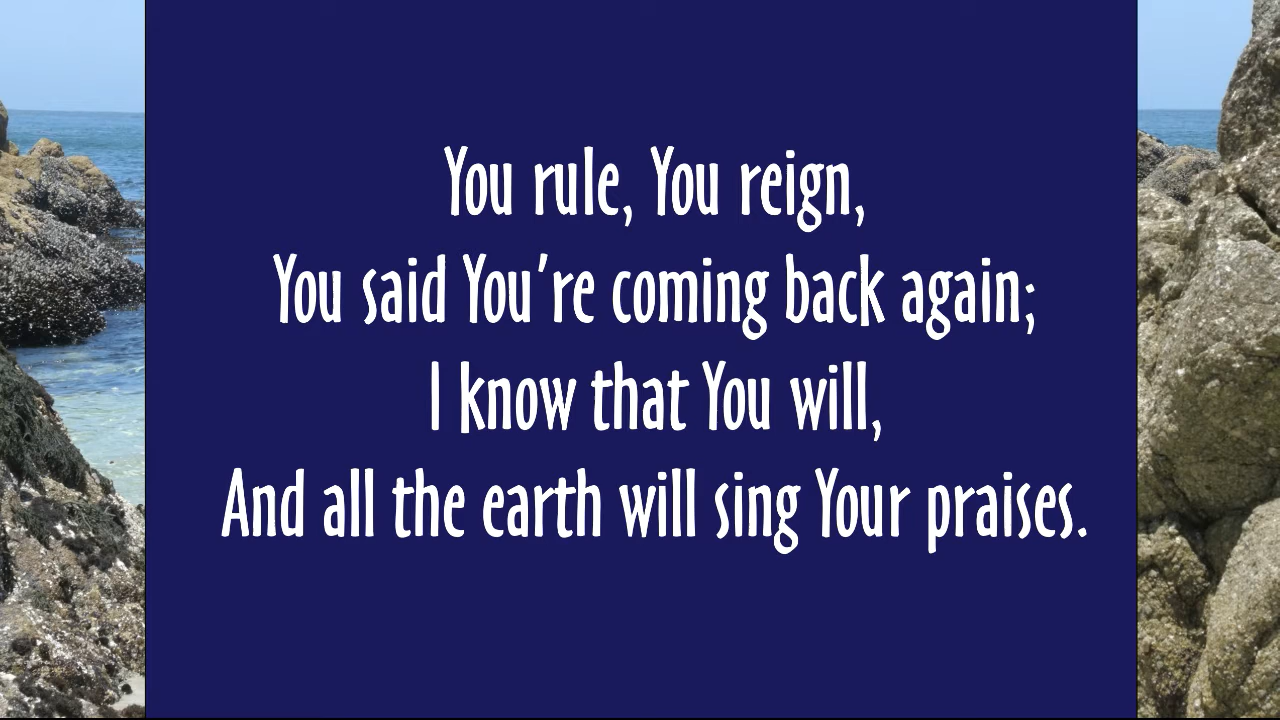 You rule, You reign,
You said You're coming back again;
I know that You will,
And all the earth will sing Your praises.